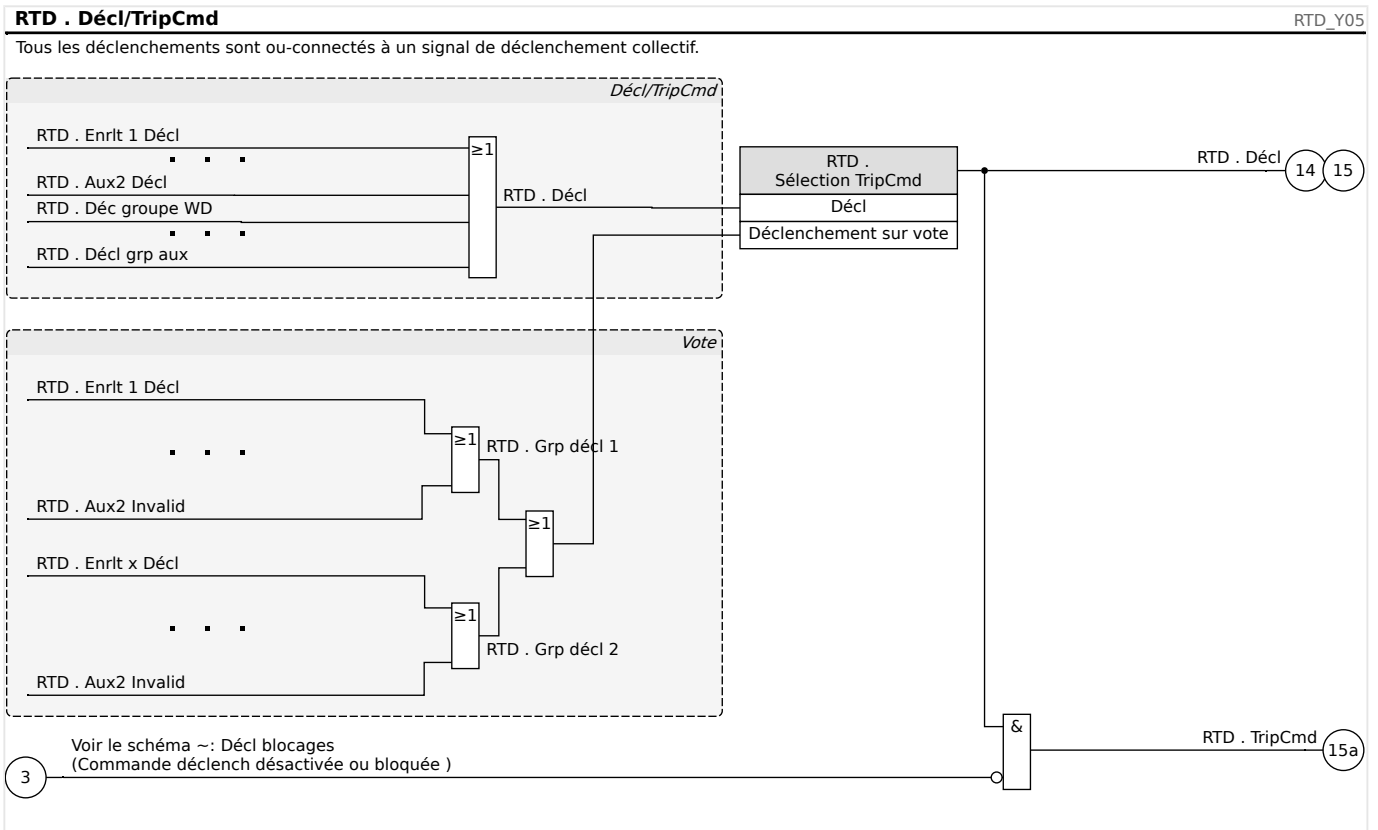 RTD . Décl/TripCmd
RTD_Y05
Tous les déclenchements sont ou-connectés à un signal de déclenchement collectif.
Décl/TripCmd
RTD . Enrlt 1 Décl
≥1
RTD . Aux2 Décl
RTD . Déc groupe WD
RTD . Décl grp aux
RTD . Décl
RTD .
Sélection TripCmd
Décl
Déclenchement sur vote
RTD . Décl
14
15
Vote
RTD . Enrlt 1 Décl
≥1
RTD . Grp décl 1
RTD . Aux2 Invalid
≥1
RTD . Enrlt x Décl
≥1
RTD . Grp décl 2
RTD . Aux2 Invalid
&
RTD . TripCmd
15a
Voir le schéma ~: Décl blocages
(Commande déclench désactivée ou bloquée )
3